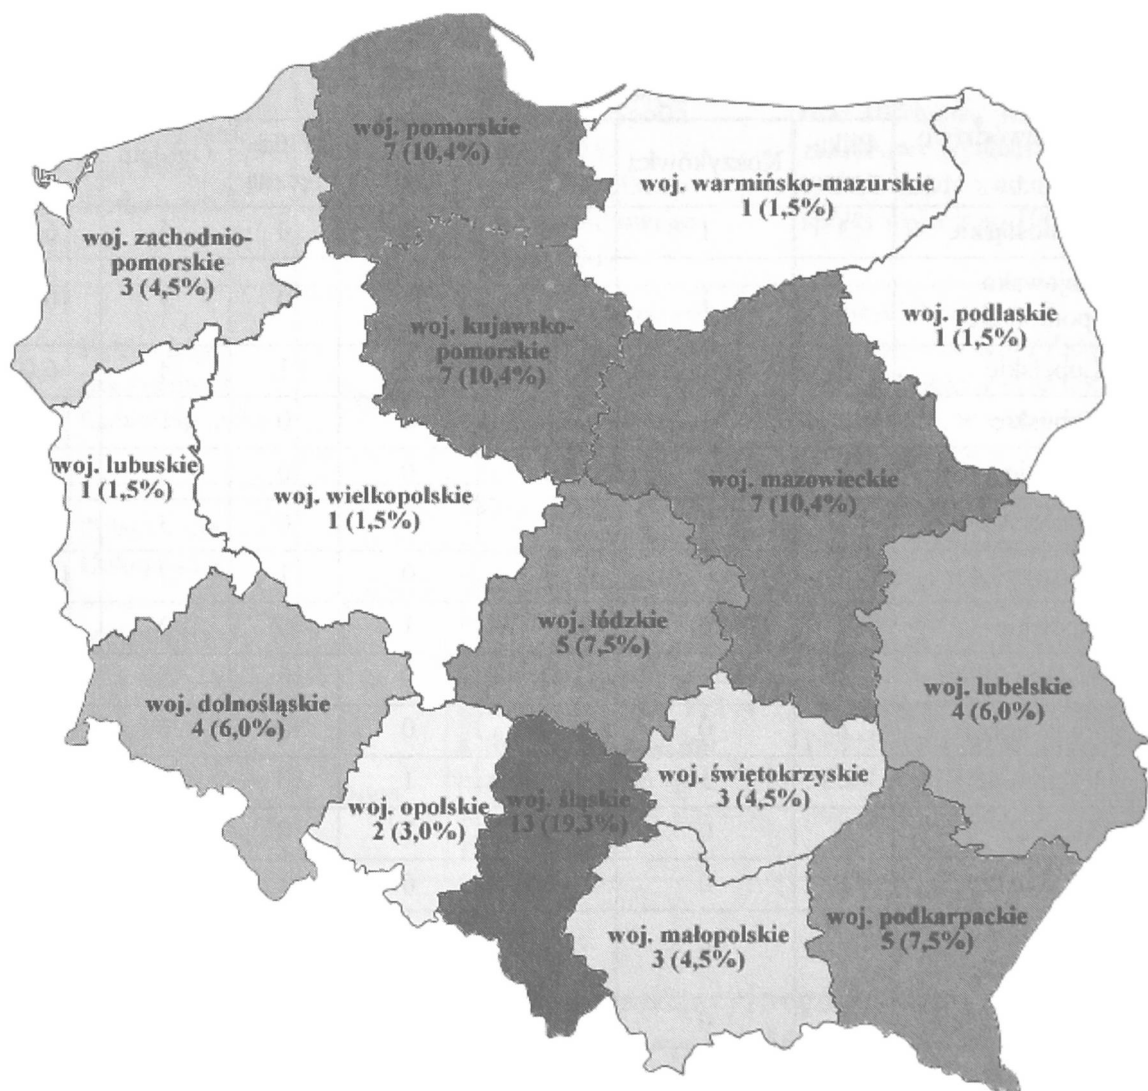 woj. pomorskie
7 (10,4%)
woj. warmińsko-mazurskie
1 (1,5%)
woj. zachodnio-
pomorskie
3 (4,5%)
woj. kujawsko-
pomorskie
7 (10,4%)
woj. podlaskie
1 (1,5%)
woj. lubuskie
1 (1,5%)
woj. wielkopolskie
1 (1,5%)
woj. mazowieckie
7 (10,4%)
woj. łódzkie
5 (7,5%)
woj. dolnośląskie
4 (6,0%)
woj. lubelskie
4 (6,0%)
woj. opolskie
2 (3,0%)
woj. śląskie
13 (19,3%)
woj. świętokrzyskie
3 (4,5%)
woj. małopolskie
3 (4,5%)
woj. podkarpackie
5 (7,5%)